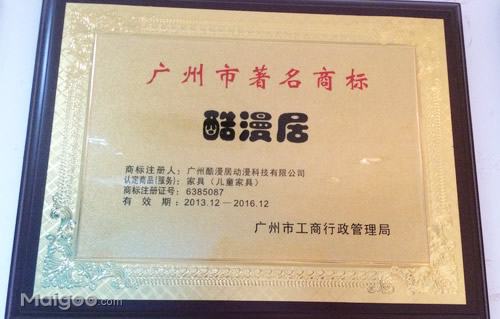 广州市著名商标
酷漫居
商标注册人：广州酷漫居动漫科技有限公司
认定商品(服务)：家具（儿童家具）
商标注册证号：6385087
有效期：2013.12—2016.12
广州市工商行政管理局
Maigoo.com